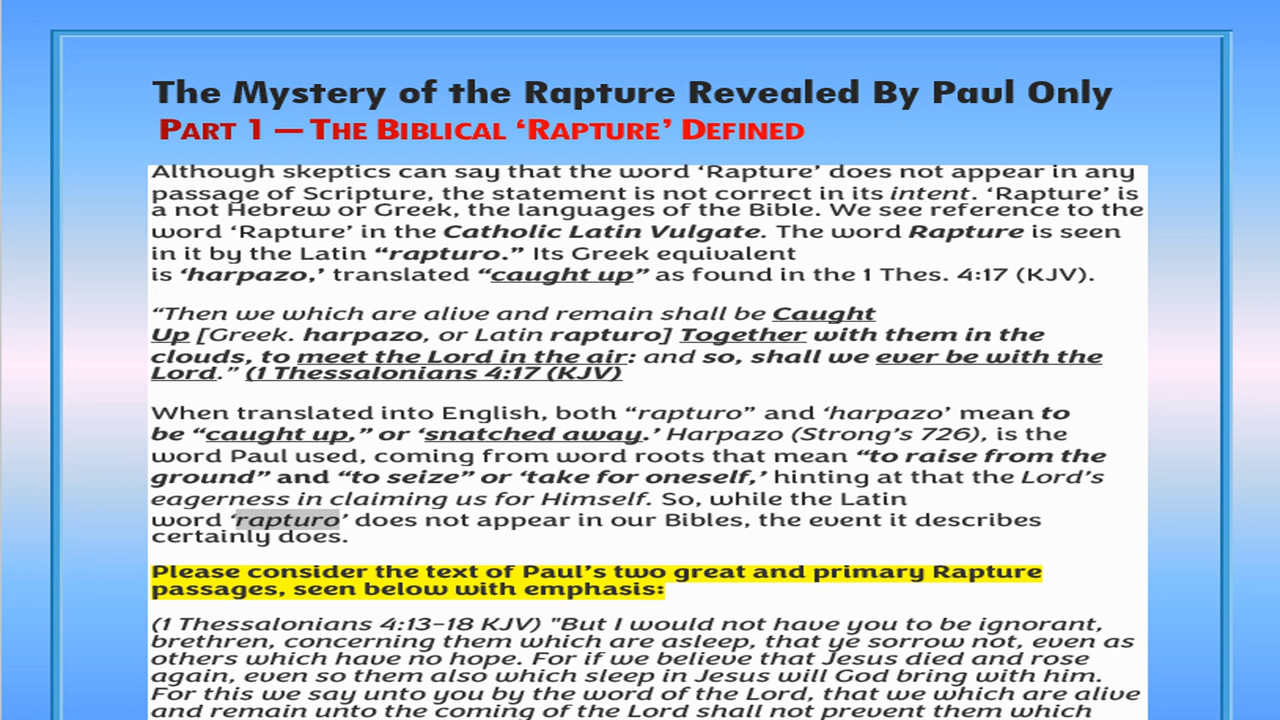 The Mystery of the Rapture Revealed By Paul Only
PART 1 — THE BIBLICAL ‘RAPTURE’ DEFINED
Although skeptics can say that the word ‘Rapture’ does not appear in any
passage of Scripture, the statement is not correct in its intent. ‘Rapture’ is
a not Hebrew or Greek, the languages of the Bible. We see reference to the
word ‘Rapture’ in the Catholic Latin Vulgate. The word Rapture is seen
in it by the Latin “rapturo.” Its Greek equivalent
is ‘harpazo,’ translated “caught up” as found in the 1 Thes. 4:17 (KJV).
“Then we which are alive and remain shall be Caught
Up [Greek. harpazo, or Latin rapturo] Together with them in the
clouds, to meet the Lord in the air: and so, shall we ever be with the
Lord.” (1 Thessalonians 4:17 (KJV)
When translated into English, both “rapturo” and ‘harpazo’ mean to
be “caught up,” or ‘snatched away.’ Harpazo (Strong’s 726), is the
word Paul used, coming from word roots that mean “to raise from the
ground” and “to seize” or ‘take for oneself,’ hinting at that the Lord’s
eagerness in claiming us for Himself. So, while the Latin
word ‘rapturo’ does not appear in our Bibles, the event it describes
certainly does.
Please consider the text of Paul’s two great and primary Rapture
passages, seen below with emphasis:
(1 Thessalonians 4:13–18 KJV) "But I would not have you to be ignorant,
brethren, concerning them which are asleep, that ye sorrow not, even as
others which have no hope. For if we believe that Jesus died and rose
again, even so them also which sleep in Jesus will God bring with him.
For this we say unto you by the word of the Lord, that we which are alive
and remain unto the coming of the Lord shall not prevent them which